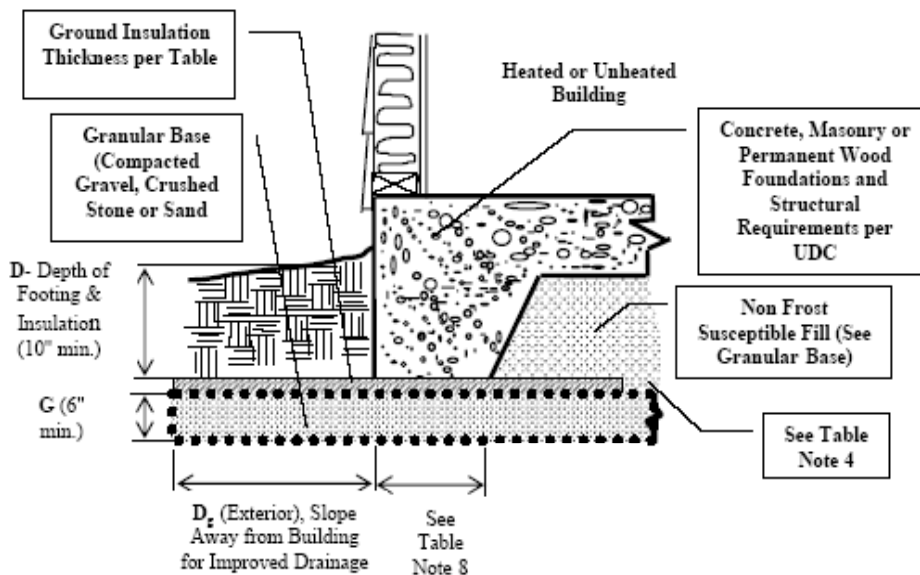 Ground Insulation
Thickness per Table
Granular Base
(Compacted
Gravel, Crushed
Stone or Sand
D- Depth of
Footing &
Insulation
(10" min.)
G (6"
min.)
Heated or Unheated
Building
Concrete, Masonry or
Permanent Wood
Foundations and
Structural
Requirements per
UDC
Non Frost
Susceptible Fill (See
Granular Base)
See Table
Note 4
Dg (Exterior), Slope
Away from Building
for Improved Drainage
See
Table
Note 8